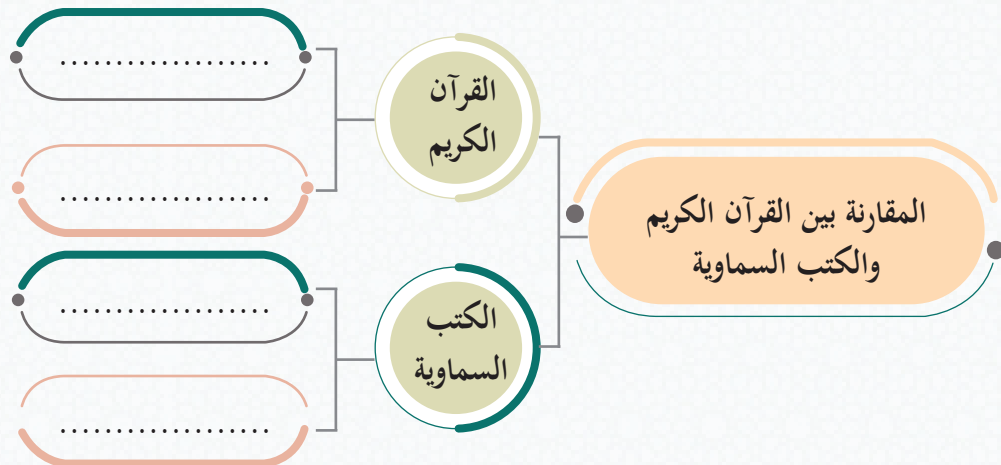 المقارنة بين القرآن الكريم
والكتب السماوية
القرآن
الكريم
...................
...................
الكتب
السماوية
...................
...................